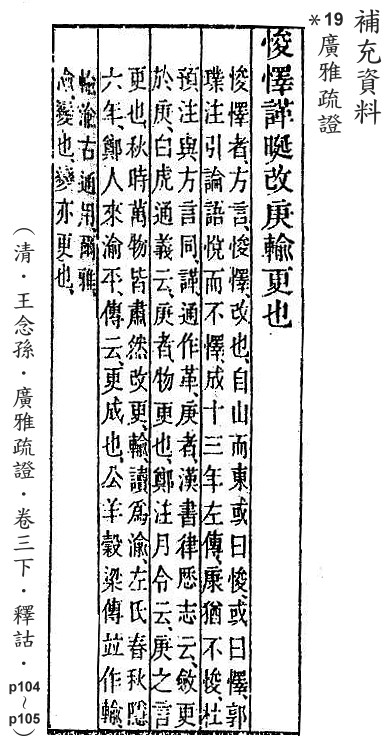 補充資料
*19 廣雅疏證
悛懌諽改庚輸更也
悛懌者、方言、悛懌、改也、自山而東、或曰悛、或曰懌、郭
璞注引論語悅而不懌、成十三年左傳、康猶不悛、杜
預注與方言同、諽通作革、庚者、漢書律厤志云、斂更
於庚、白虎通義云、庚者、物更也、鄭注月令云、庚之言
更也、秋時萬物皆肅然改更、輸、讀爲渝、左氏春秋隱
六年、鄭人來渝平、傳云、更成也、公羊穀梁傳竝作輸、
輸渝古通用、爾雅、
渝、變也、變亦更也、
（清．王念孫．廣雅疏證．卷三下．釋詁．p104～p105）